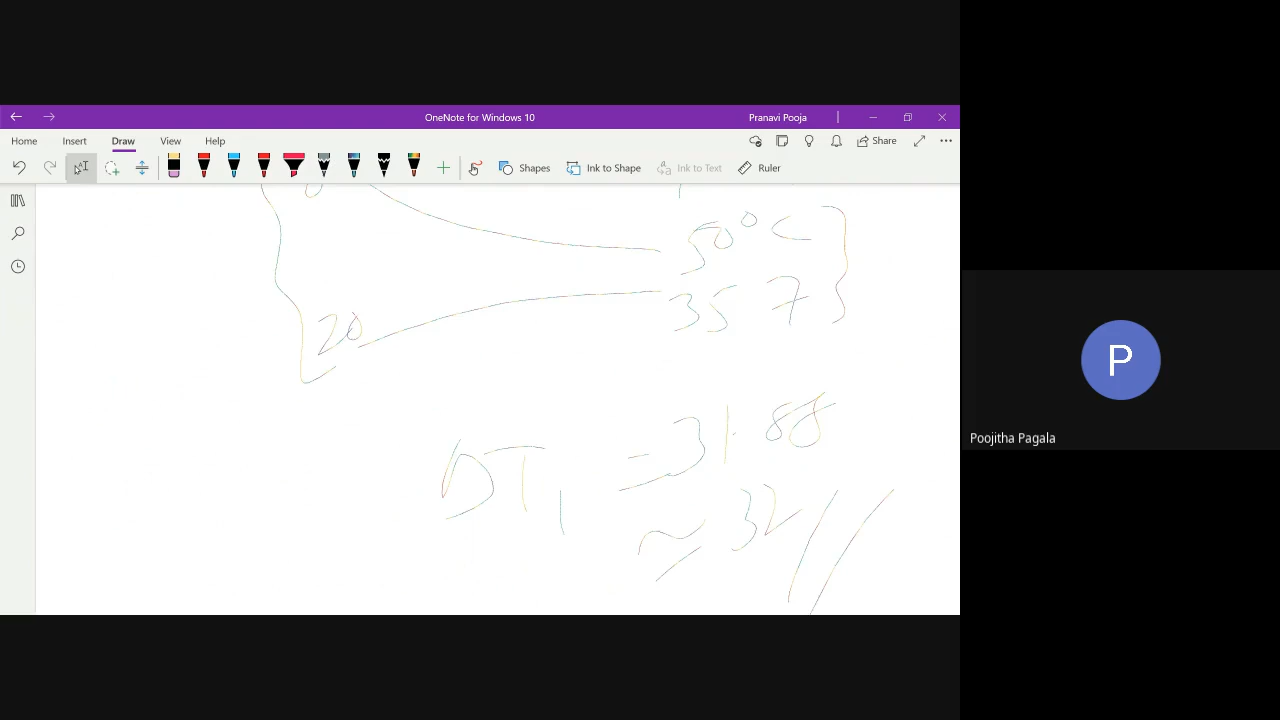 OneNote for Windows 10
Pranavi Pooja
Home Insert Draw View Help
Share
Shapes
Ink to Shape
Ink to Text
Ruler
50°C
35 7
20
DT1 = 31.88
≈ 32 //
P
Poojitha Pagala